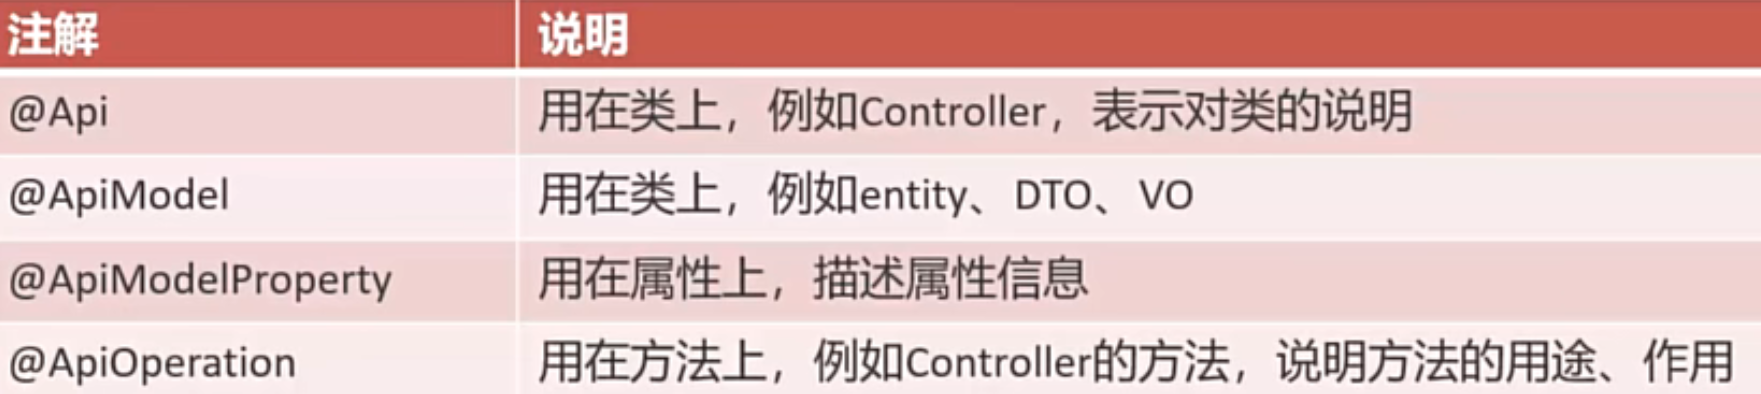 注解 说明
@Api 用在类上，例如Controller，表示对类的说明
@ApiModel 用在类上，例如entity、DTO、VO
@ApiModelProperty 用在属性上，描述属性信息
@ApiOperation 用在方法上，例如Controller的方法，说明方法的用途、作用